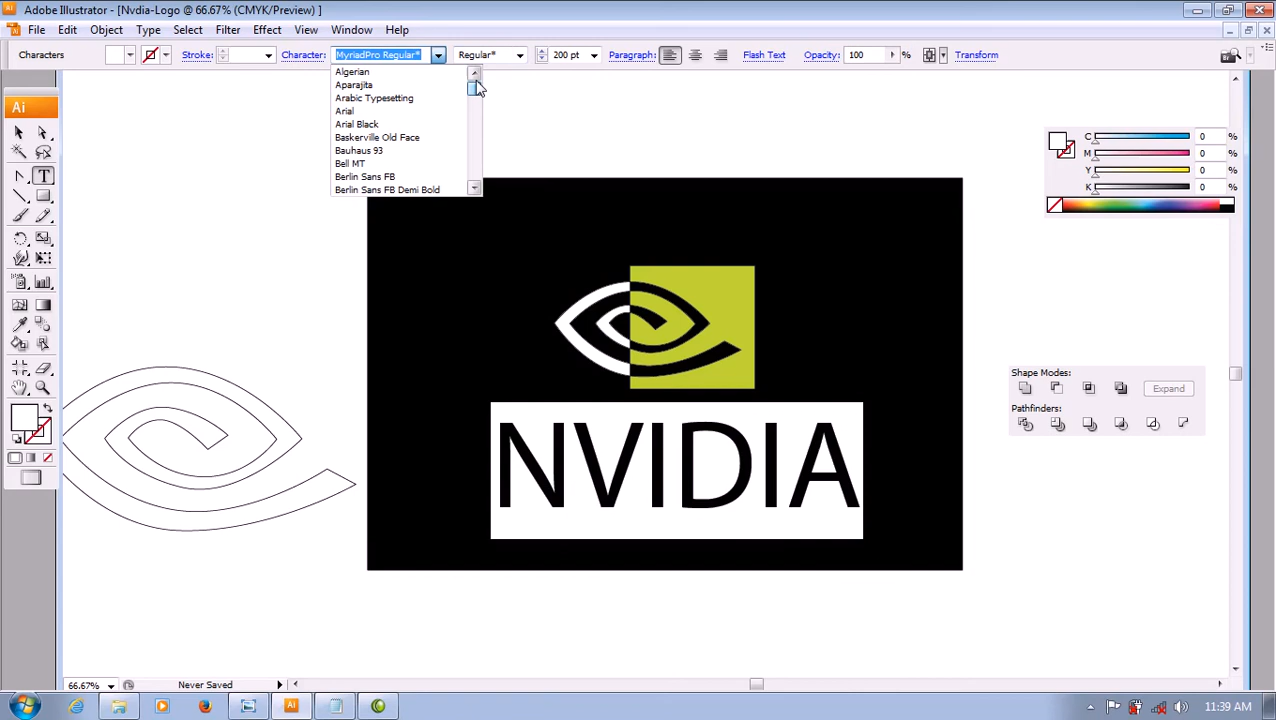 Adobe Illustrator - [Nvdia-Logo @ 66.67% (CMYK/Preview) ]
File Edit Object Type Select Filter Effect View Window Help
Characters Stroke: Character: MyriadPro Regular* Regular* 200 pt Paragraph: Flash Text Opacity: 100 % Transform
Algerian
Aparajita
Arabic Typesetting
Arial
Arial Black
Baskerville Old Face
Bauhaus 93
Bell MT
Berlin Sans FB
Berlin Sans FB Demi Bold
Ai
T
C 0 %
M 0 %
Y 0 %
K 0 %
NVIDIA
Shape Modes:
Expand
Pathfinders:
66.67% Never Saved
Ai
11:39 AM